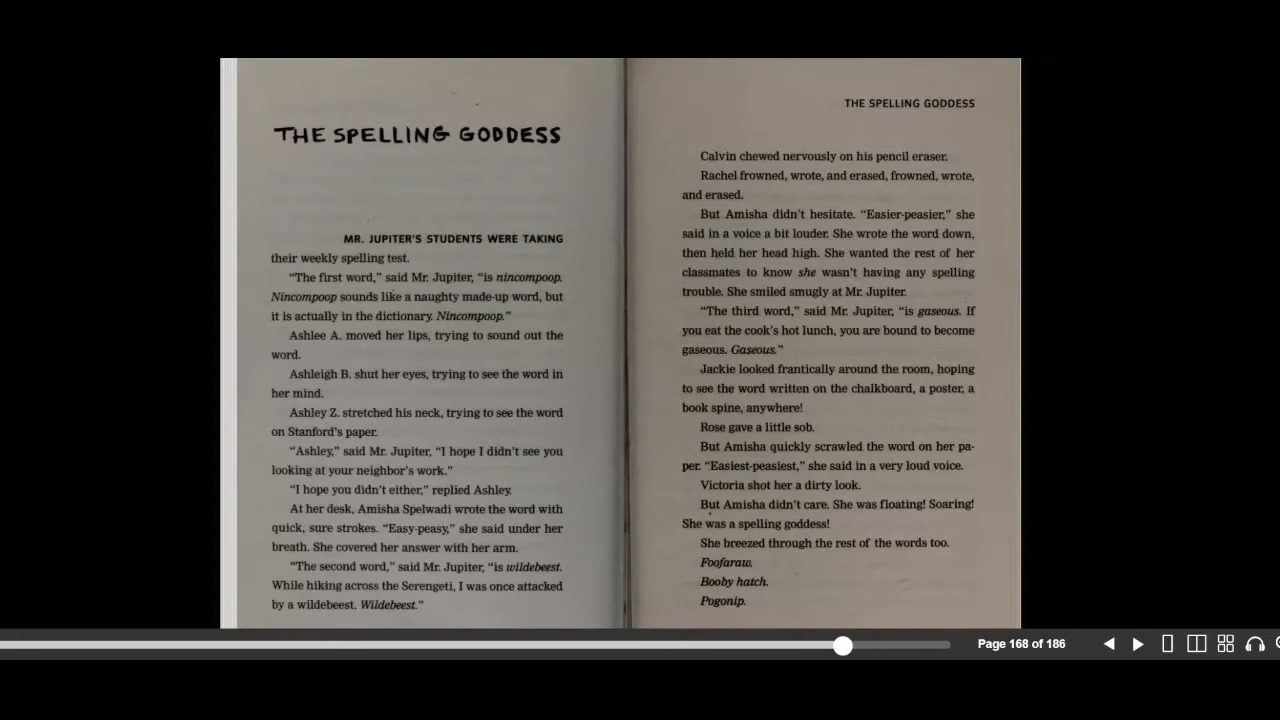 THE SPELLING GODDESS
MR. JUPITER'S STUDENTS WERE TAKING
their weekly spelling test.
“The first word,” said Mr. Jupiter, “is nincompoop.
Nincompoop sounds like a naughty made-up word, but
it is actually in the dictionary. Nincompoop.”
Ashlee A. moved her lips, trying to sound out the
word.
Ashleigh B. shut her eyes, trying to see the word in
her mind.
Ashley Z. stretched his neck, trying to see the word
on Stanford's paper.
“Ashley,” said Mr. Jupiter, “I hope I didn't see you
looking at your neighbor's work.”
“I hope you didn't either,” replied Ashley.
At her desk, Amisha Spelwadi wrote the word with
quick, sure strokes. “Easy-peasy,” she said under her
breath. She covered her answer with her arm.
“The second word,” said Mr. Jupiter, “is wildebeest.
While hiking across the Serengeti, I was once attacked
by a wildebeest. Wildebeest.”
THE SPELLING GODDESS
Calvin chewed nervously on his pencil eraser.
Rachel frowned, wrote, and erased, frowned, wrote,
and erased.
But Amisha didn't hesitate. “Easier-peasier,” she
said in a voice a bit louder. She wrote the word down,
then held her head high. She wanted the rest of her
classmates to know she wasn't having any spelling
trouble. She smiled smugly at Mr. Jupiter.
“The third word,” said Mr. Jupiter, “is gaseous. If
you eat the cook's hot lunch, you are bound to become
gaseous. Gaseous.”
Jackie looked frantically around the room, hoping
to see the word written on the chalkboard, a poster, a
book spine, anywhere!
Rose gave a little sob.
But Amisha quickly scrawled the word on her pa-
per. “Easiest-peasiest,” she said in a very loud voice.
Victoria shot her a dirty look.
But Amisha didn't care. She was floating! Soaring!
She was a spelling goddess!
She breezed through the rest of the words too.
Foofaraw.
Booby hatch.
Pogonip.
Page 168 of 186